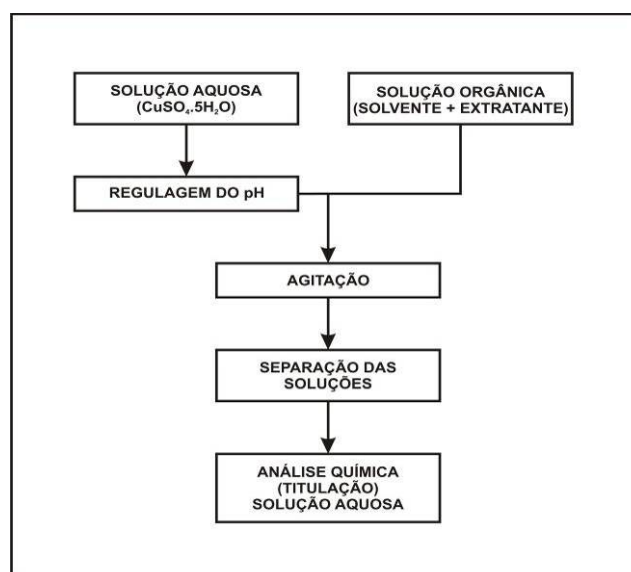 SOLUÇÃO AQUOSA
(CuSO₄.5H₂O)
SOLUÇÃO ORGÂNICA
(SOLVENTE + EXTRATANTE)
REGULAGEM DO pH
AGITAÇÃO
SEPARAÇÃO DAS
SOLUÇÕES
ANÁLISE QUÍMICA
(TITULAÇÃO)
SOLUÇÃO AQUOSA